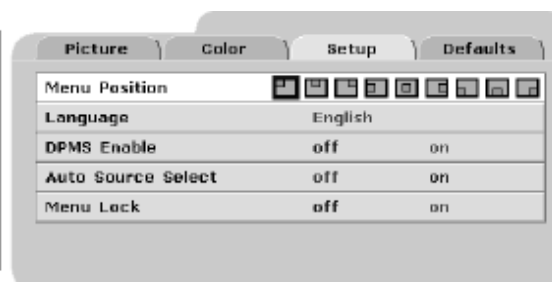 Picture Color Setup Defaults
Menu Position
Language English
DPMS Enable off on
Auto Source Select off on
Menu Lock off on